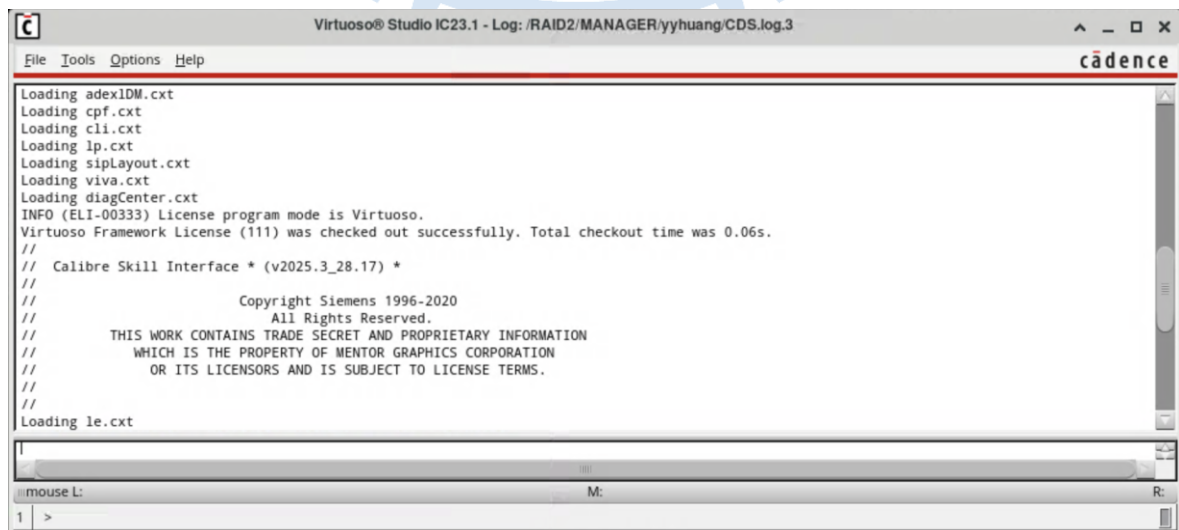 Virtuoso® Studio IC23.1 - Log: /RAID2/MANAGER/yyhuang/CDS.log.3
File Tools Options Help
cādence
Loading adexlDM.cxt
Loading cpf.cxt
Loading cli.cxt
Loading lp.cxt
Loading sipLayout.cxt
Loading viva.cxt
Loading diagCenter.cxt
INFO (ELI-00333) License program mode is Virtuoso.
Virtuoso Framework License (111) was checked out successfully. Total checkout time was 0.06s.
//
// Calibre Skill Interface * (v2025.3_28.17) *
//
// Copyright Siemens 1996-2020
// All Rights Reserved.
// THIS WORK CONTAINS TRADE SECRET AND PROPRIETARY INFORMATION
// WHICH IS THE PROPERTY OF MENTOR GRAPHICS CORPORATION
// OR ITS LICENSORS AND IS SUBJECT TO LICENSE TERMS.
//
//
Loading le.cxt
mouse L: M: R:
1 >